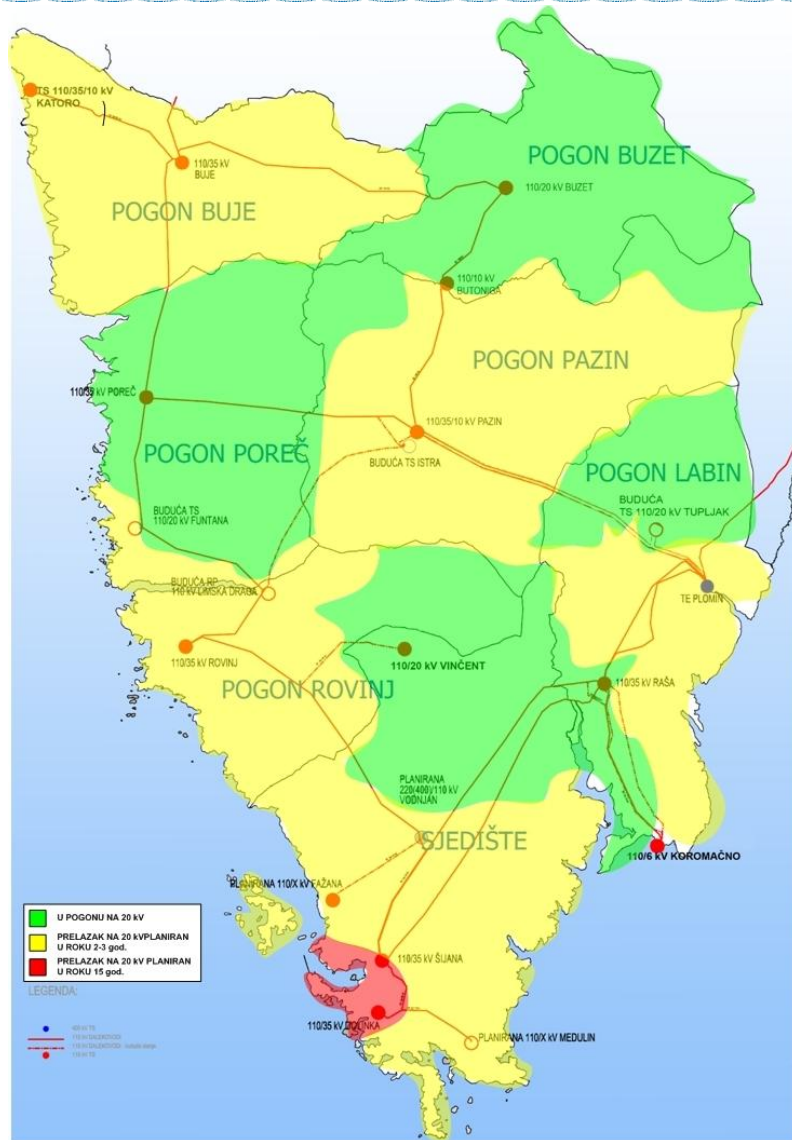 TS 110/35/10 kV
KATORO
110/35 kV
BUJE
POGON BUJE
POGON BUZET
110/20 kV BUZET
110/10 kV
BUTONIGA
POGON PAZIN
110/35 kV POREČ
110/35/10 kV PAZIN
BUDUĆA TS ISTRA
POGON POREČ
POGON LABIN
BUDUĆA
TS 110/20 kV TUPLJAK
BUDUĆA TS
110/20 kV FUNTANA
BUDUĆA RP
110 kV LIMSKA DRAGA
TE PLOMIN
110/35 kV ROVINJ
110/20 kV VINČENT
POGON ROVINJ
110/35 kV RAŠA
PLANIRANA
220(400)/110 kV
VODNJAN
SJEDIŠTE
110/6 kV KOROMAČNO
PLANIRANA 110/X kV FAŽANA
U POGONU NA 20 kV
PRELAZAK NA 20 kVPLANIRAN
U ROKU 2-3 god.
PRELAZAK NA 20 kV PLANIRAN
U ROKU 15 god.
110/35 kV ŠIJANA
LEGENDA:
110/35 kV DOLINKA
PLANIRANA 110/X kV MEDULIN